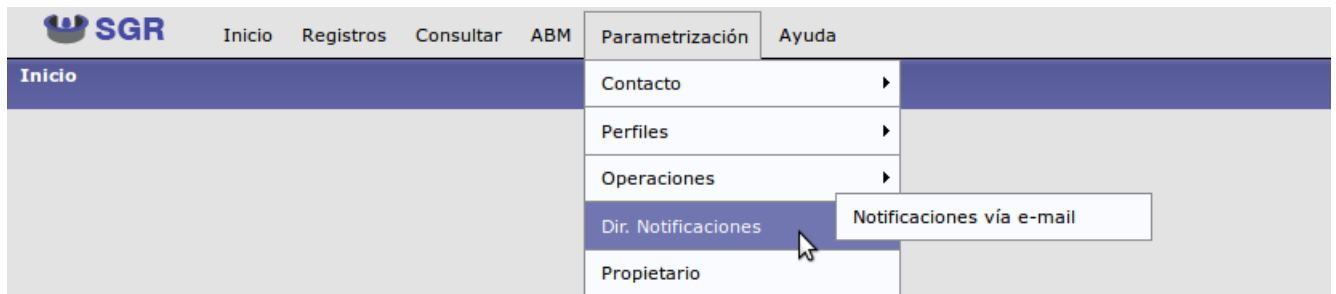 SGR Inicio Registros Consultar ABM Parametrización Ayuda
Inicio
Contacto
Perfiles
Operaciones
Dir. Notificaciones
Notificaciones vía e-mail
Propietario